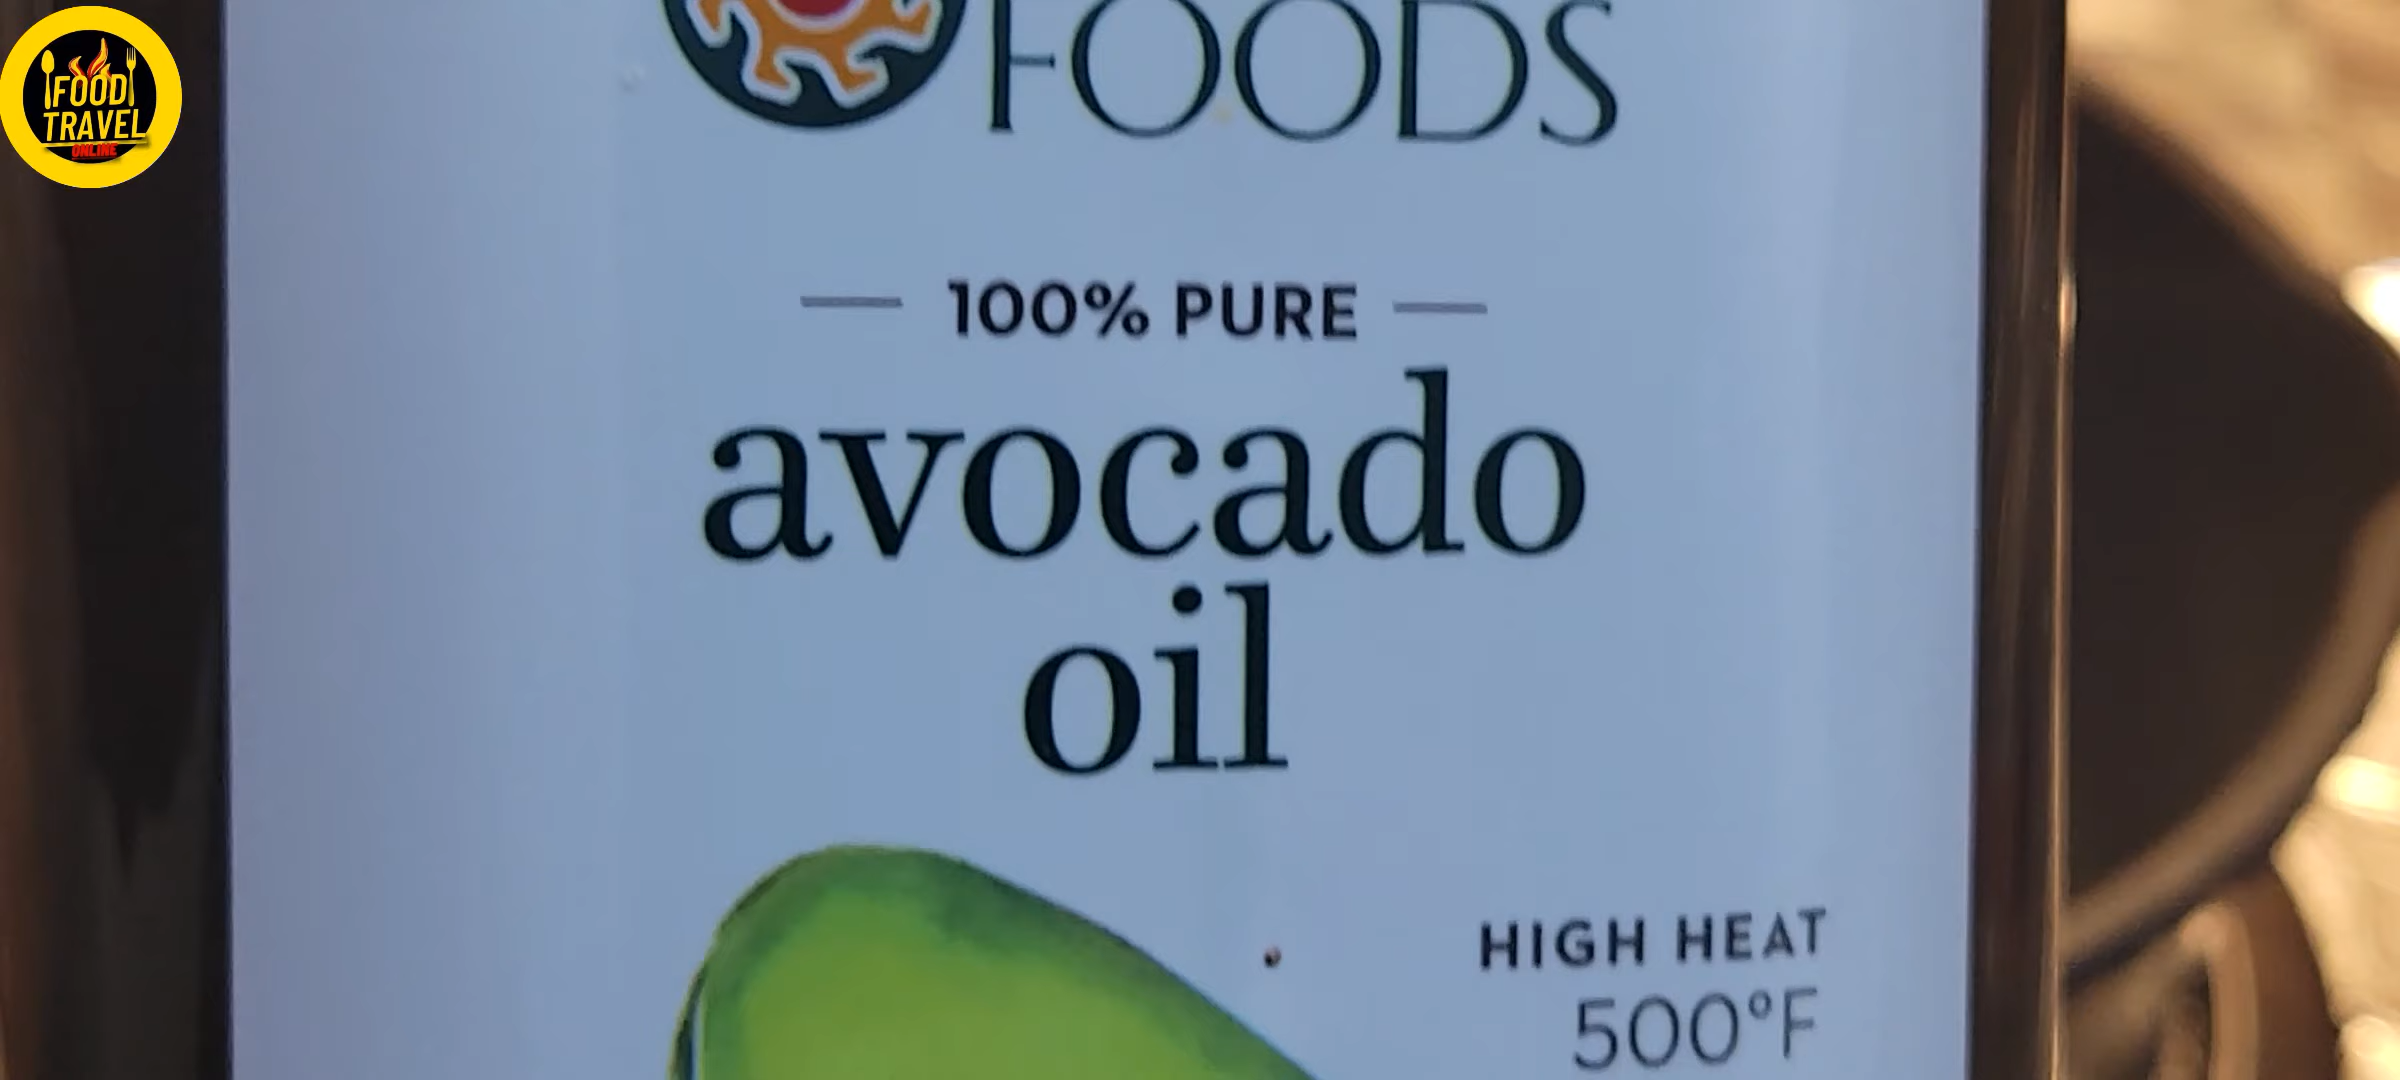 FOOD
TRAVEL
ONLINE
FOODS
100% PURE
avocado
oil
HIGH HEAT
500°F